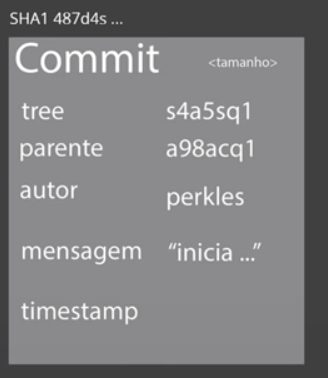 SHA1 487d4s ...
Commit <tamanho>
tree s4a5sq1
parente a98acq1
autor perkles
mensagem “inicia ...”
timestamp